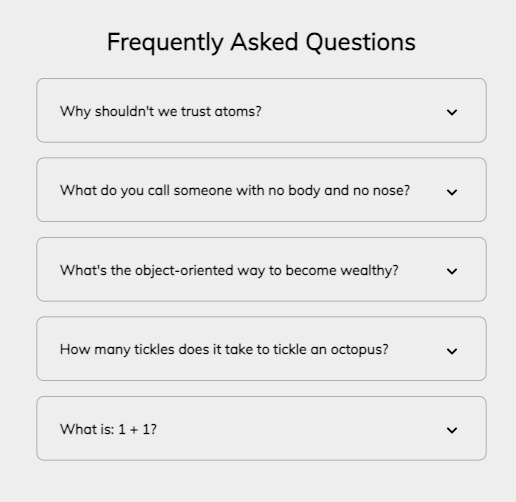 Frequently Asked Questions
Why shouldn't we trust atoms?
What do you call someone with no body and no nose?
What's the object-oriented way to become wealthy?
How many tickles does it take to tickle an octopus?
What is: 1 + 1?